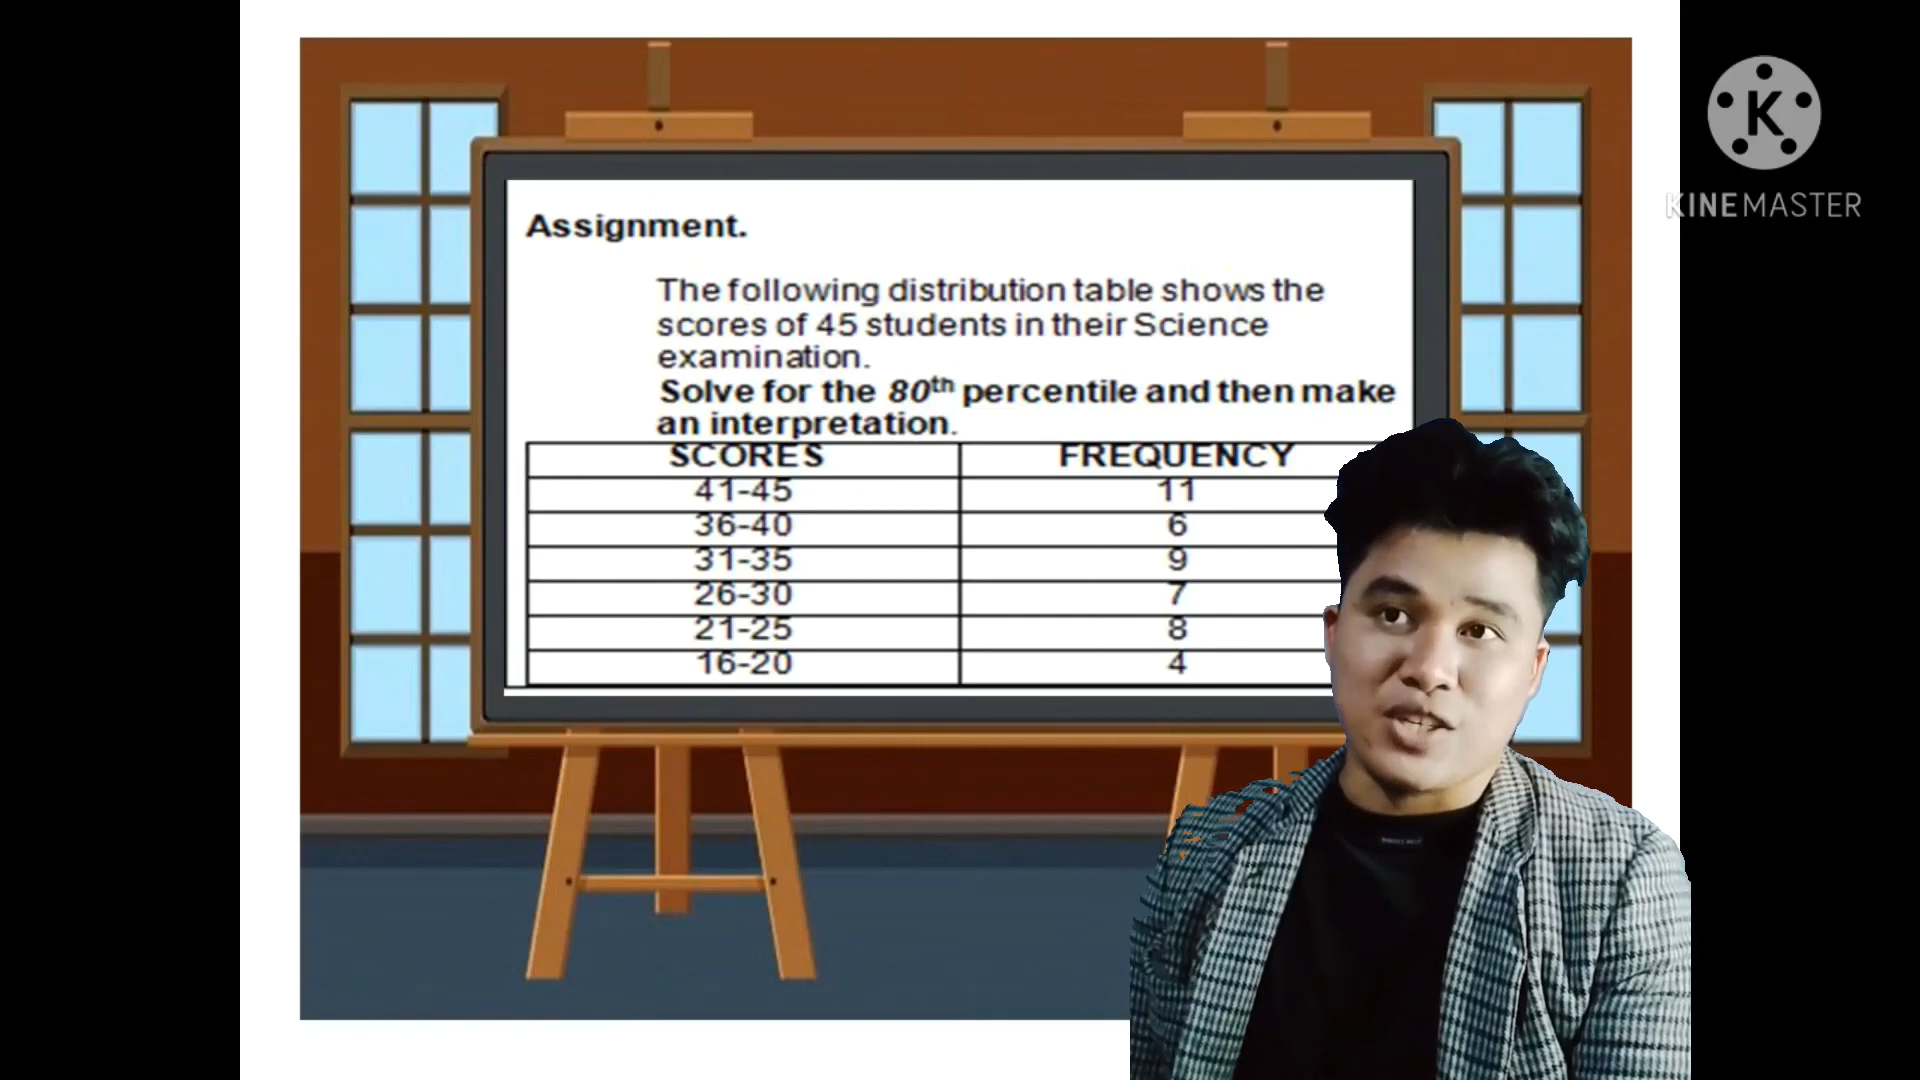 Assignment.
The following distribution table shows the
scores of 45 students in their Science
examination.
Solve for the 80th percentile and then make
an interpretation.
SCORES FREQUENCY
41-45 11
36-40 6
31-35 9
26-30 7
21-25 8
16-20 4
K
KINEMASTER